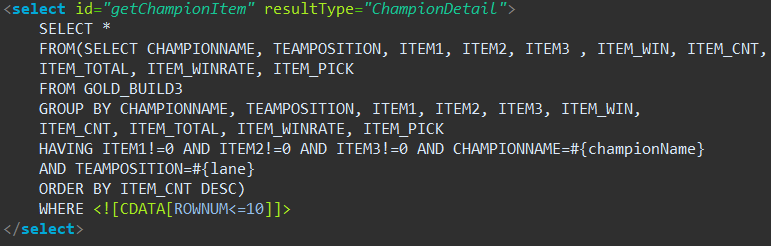 <select id="getChampionItem" resultType="ChampionDetail">
SELECT *
FROM(SELECT CHAMPIONNAME, TEAMPOSITION, ITEM1, ITEM2, ITEM3 , ITEM_WIN, ITEM_CNT,
ITEM_TOTAL, ITEM_WINRATE, ITEM_PICK
FROM GOLD_BUILD3
GROUP BY CHAMPIONNAME, TEAMPOSITION, ITEM1, ITEM2, ITEM3, ITEM_WIN,
ITEM_CNT, ITEM_TOTAL, ITEM_WINRATE, ITEM_PICK
HAVING ITEM1!=0 AND ITEM2!=0 AND ITEM3!=0 AND CHAMPIONNAME=#{championName}
AND TEAMPOSITION=#{lane}
ORDER BY ITEM_CNT DESC)
WHERE <![CDATA[ROWNUM<=10]]>
</select>